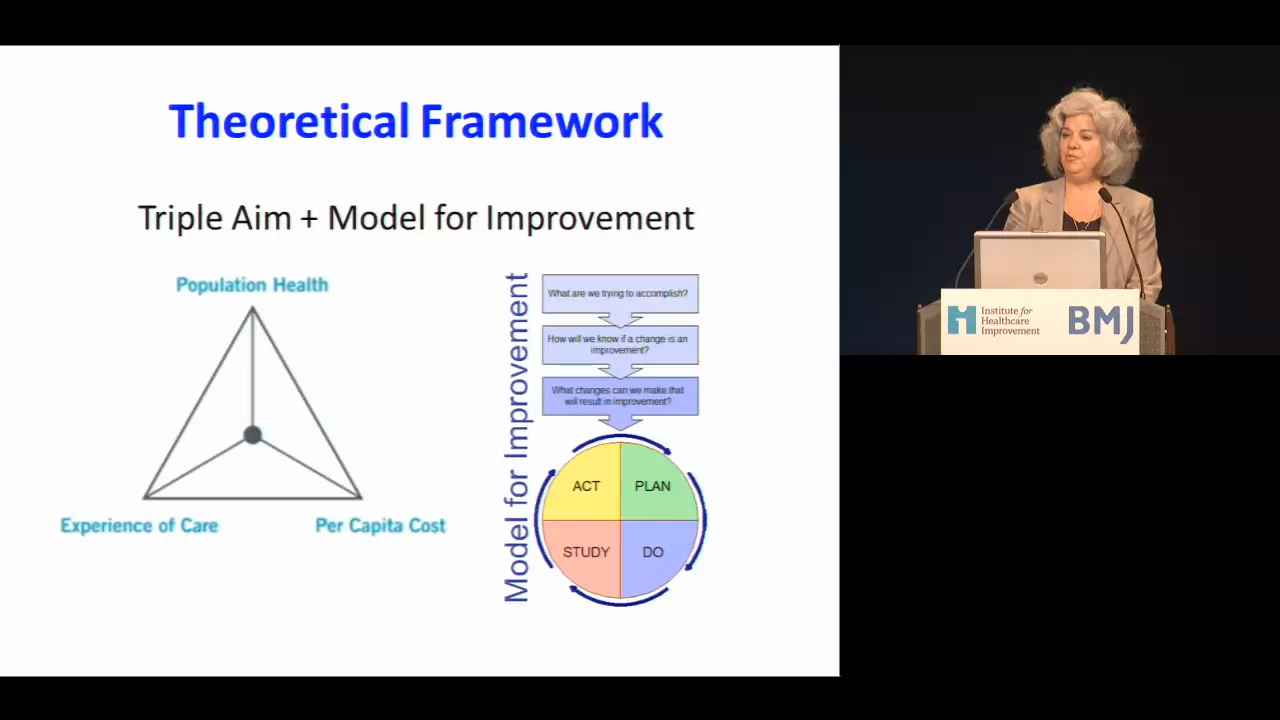 Theoretical Framework
Triple Aim + Model for Improvement
Population Health
Experience of Care
Per Capita Cost
Model for Improvement
What are we trying to accomplish?
How will we know if a change is an
improvement?
What changes can we make that
will result in improvement?
ACT
PLAN
STUDY
DO
Institute for
Healthcare
Improvement
BMJ